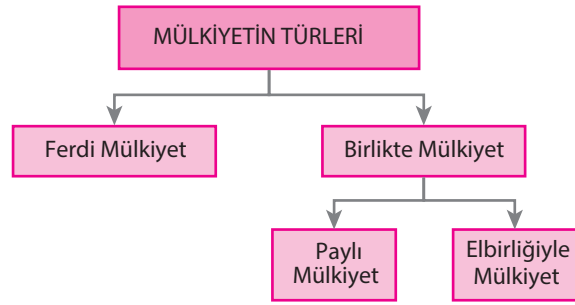 MÜLKİYETİN TÜRLERİ
Ferdi Mülkiyet
Birlikte Mülkiyet
Paylı
Mülkiyet
Elbirliğiyle
Mülkiyet